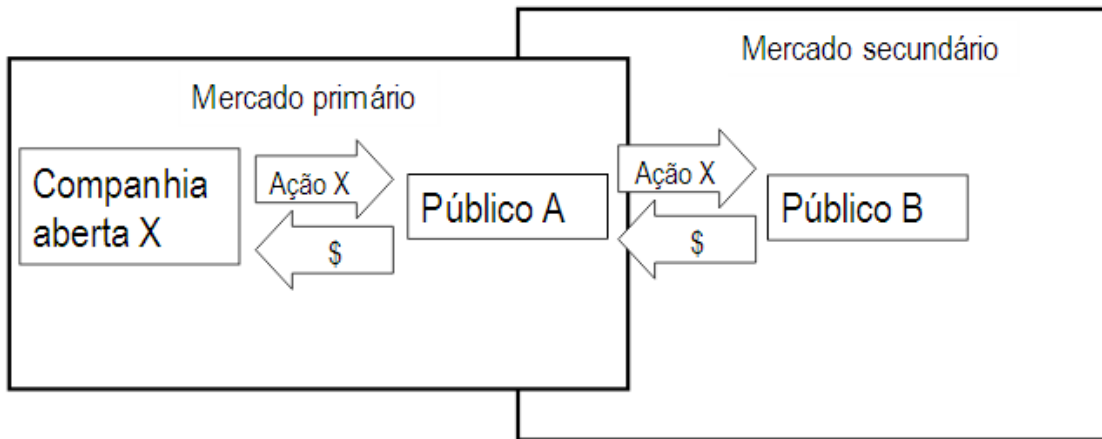 Mercado secundário
Mercado primário
Companhia
aberta X
Ação X
$
Público A
Ação X
$
Público B